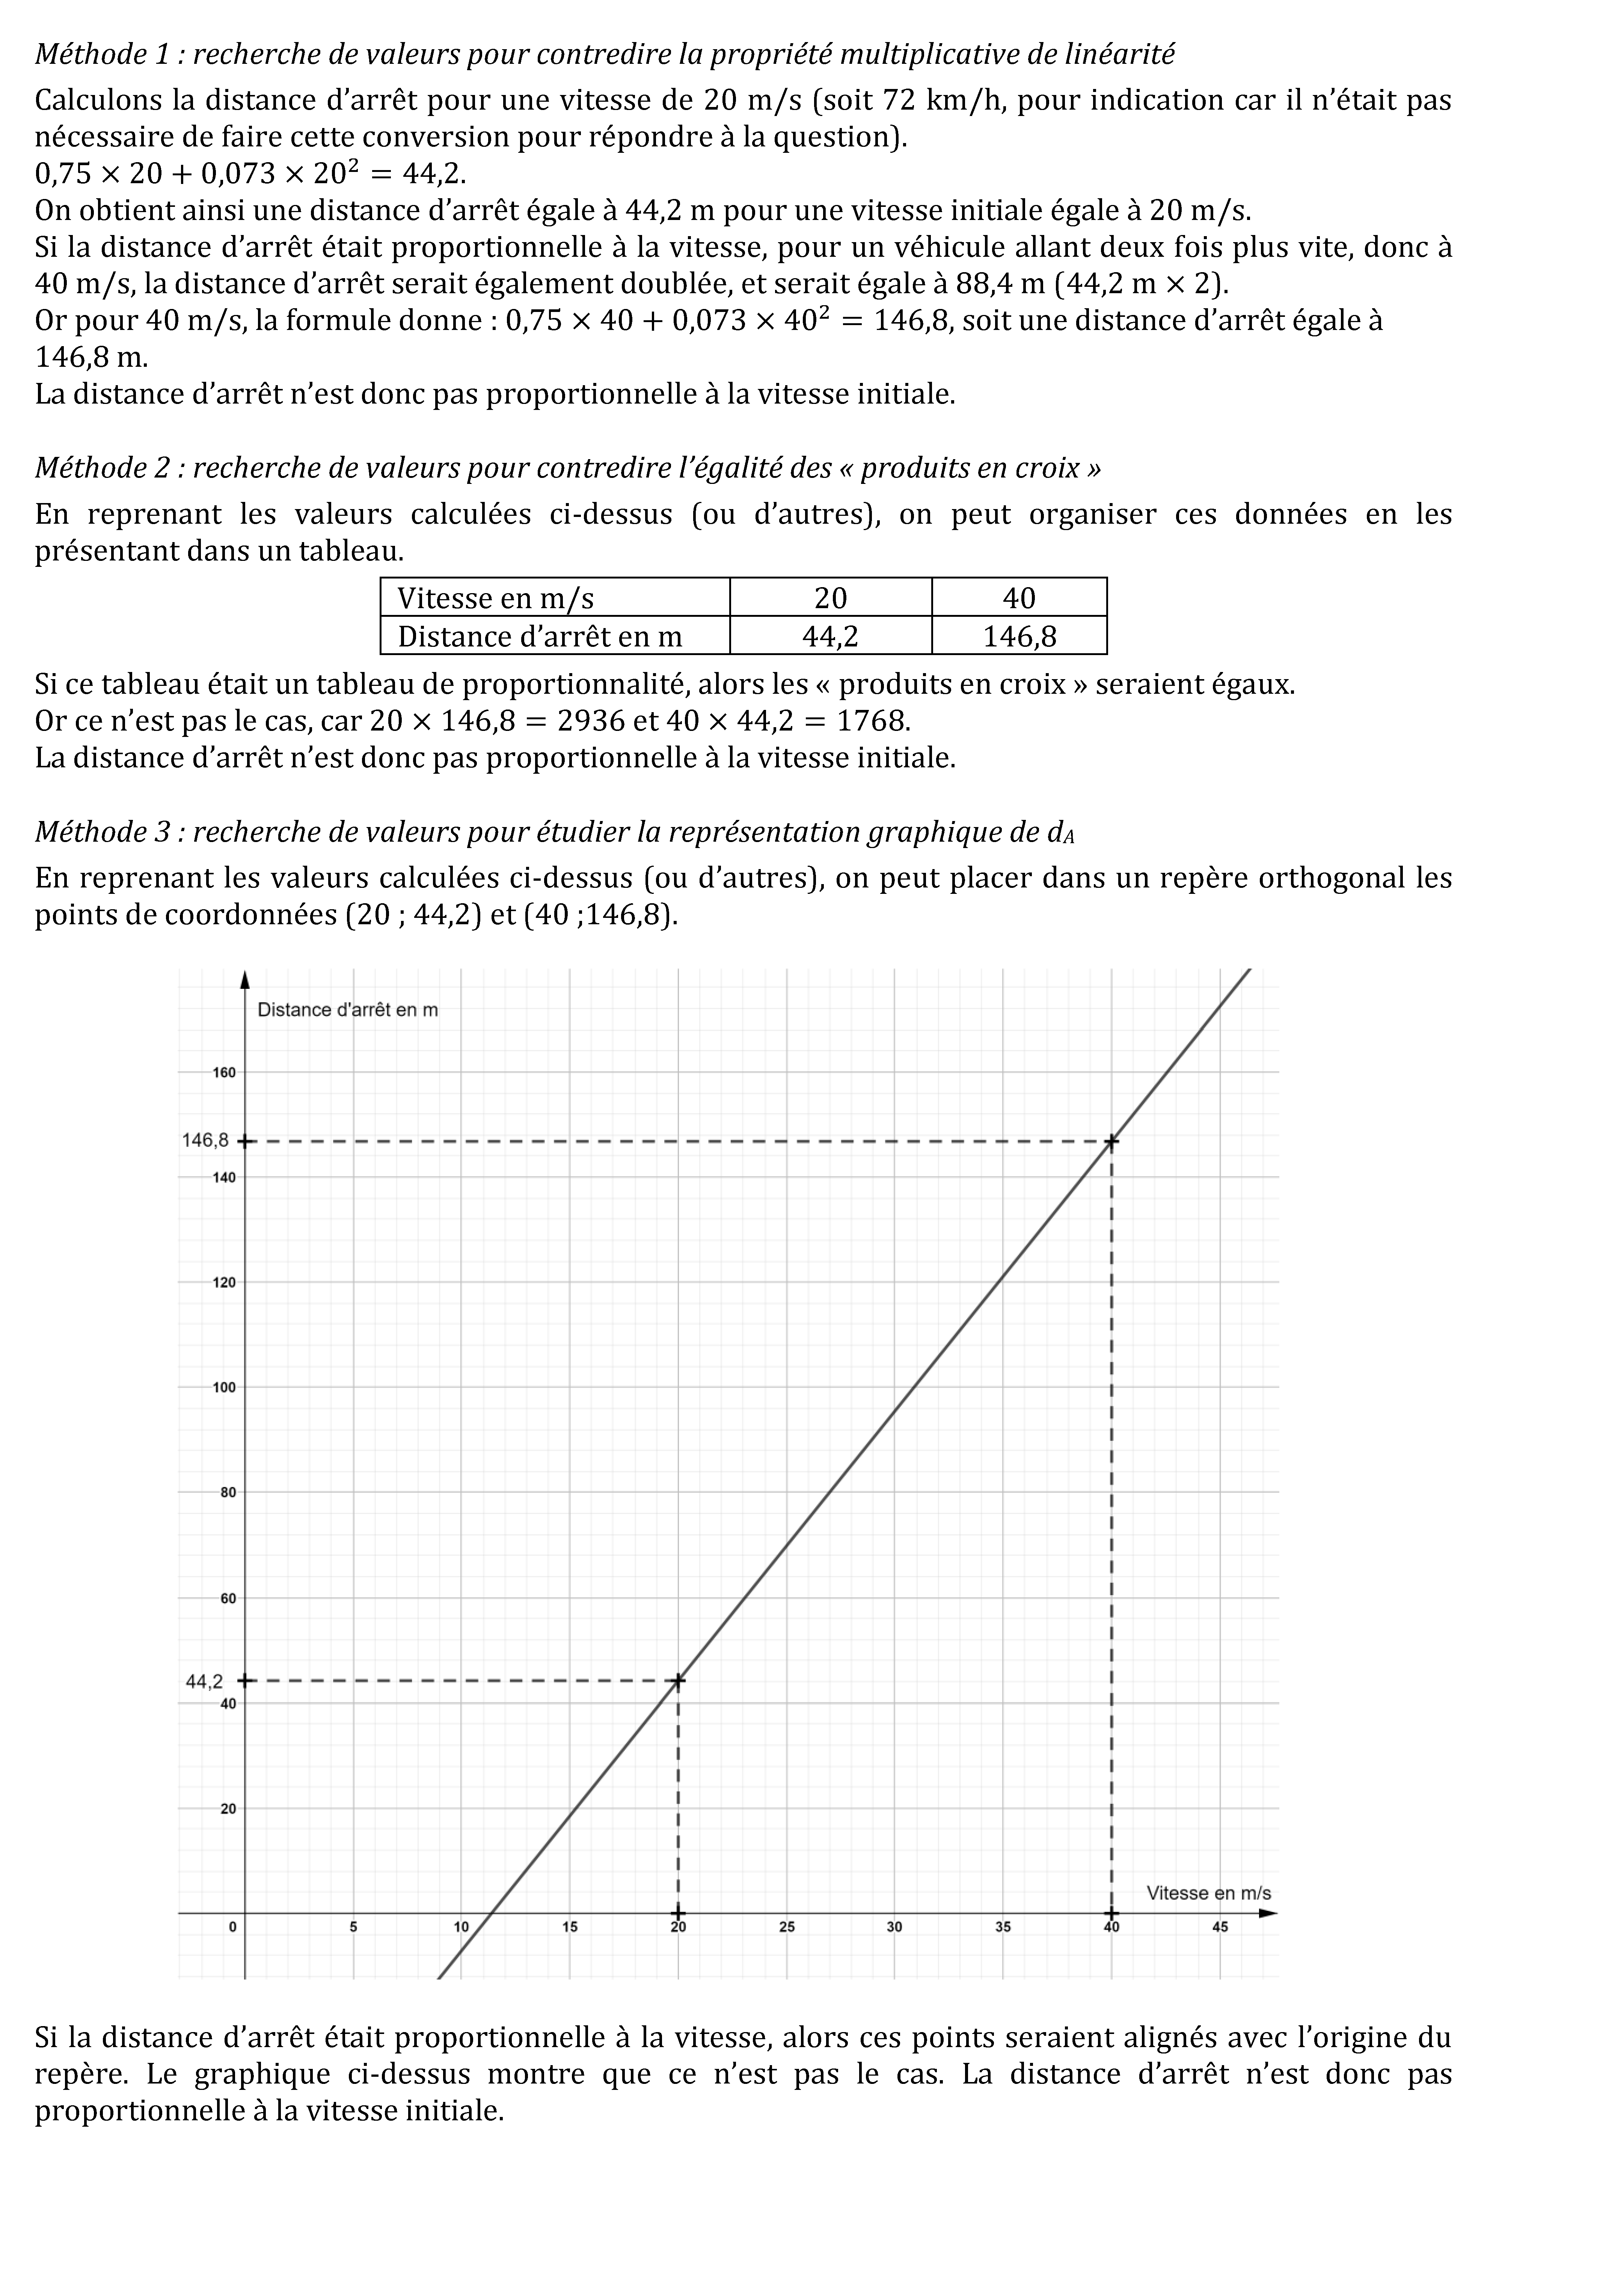 Méthode 1 : recherche de valeurs pour contredire la propriété multiplicative de linéarité
Calculons la distance d’arrêt pour une vitesse de 20 m/s (soit 72 km/h, pour indication car il n’était pas
nécessaire de faire cette conversion pour répondre à la question).
0,75 × 20 + 0,073 × 20² = 44,2.
On obtient ainsi une distance d’arrêt égale à 44,2 m pour une vitesse initiale égale à 20 m/s.
Si la distance d’arrêt était proportionnelle à la vitesse, pour un véhicule allant deux fois plus vite, donc à
40 m/s, la distance d’arrêt serait également doublée, et serait égale à 88,4 m (44,2 m × 2).
Or pour 40 m/s, la formule donne : 0,75 × 40 + 0,073 × 40² = 146,8, soit une distance d’arrêt égale à
146,8 m.
La distance d’arrêt n’est donc pas proportionnelle à la vitesse initiale.
Méthode 2 : recherche de valeurs pour contredire l’égalité des « produits en croix »
En reprenant les valeurs calculées ci-dessus (ou d’autres), on peut organiser ces données en les
présentant dans un tableau.
Vitesse en m/s 20 40
Distance d’arrêt en m 44,2 146,8
Si ce tableau était un tableau de proportionnalité, alors les « produits en croix » seraient égaux.
Or ce n’est pas le cas, car 20 × 146,8 = 2936 et 40 × 44,2 = 1768.
La distance d’arrêt n’est donc pas proportionnelle à la vitesse initiale.
Méthode 3 : recherche de valeurs pour étudier la représentation graphique de dA
En reprenant les valeurs calculées ci-dessus (ou d’autres), on peut placer dans un repère orthogonal les
points de coordonnées (20 ; 44,2) et (40 ;146,8).
Distance d'arrêt en m
160
146,8
140
120
100
80
60
44,2
40
20
Vitesse en m/s
0 5 10 15 20 25 30 35 40 45
Si la distance d’arrêt était proportionnelle à la vitesse, alors ces points seraient alignés avec l’origine du
repère. Le graphique ci-dessus montre que ce n’est pas le cas. La distance d’arrêt n’est donc pas
proportionnelle à la vitesse initiale.